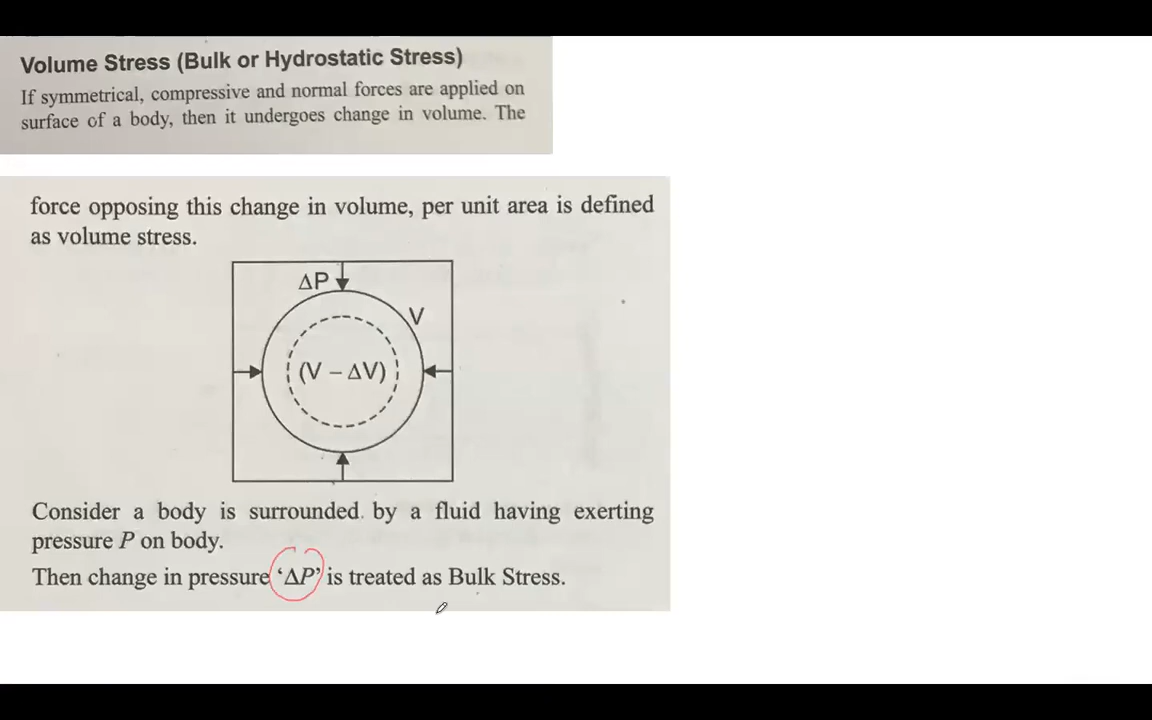 Volume Stress (Bulk or Hydrostatic Stress)
If symmetrical, compressive and normal forces are applied on
surface of a body, then it undergoes change in volume. The
force opposing this change in volume, per unit area is defined
as volume stress.
ΔP
V
(V – ΔV)
Consider a body is surrounded by a fluid having exerting
pressure P on body.
Then change in pressure ‘ΔP’ is treated as Bulk Stress.